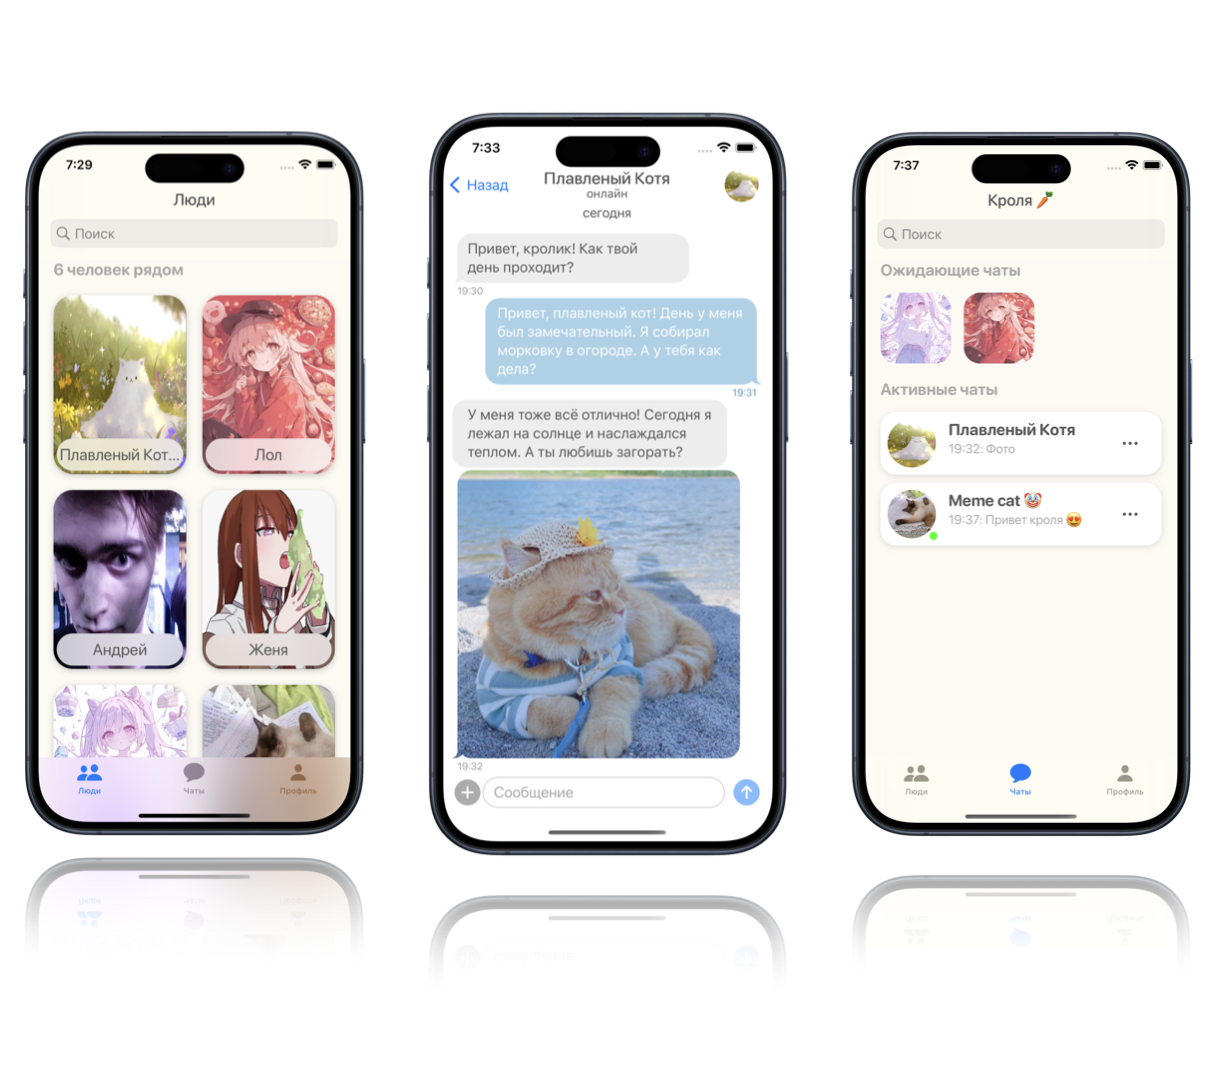 7:29
Люди
Поиск
6 человек рядом
Плавленый Кот...
Лол
Андрей
Женя
Люди
Чаты
Профиль
7:33
Назад
Плавленый Котя
онлайн
сегодня
Привет, кролик! Как твой
день проходит?
19:30
Привет, плавленый кот! День у меня
был замечательный. Я собирал
морковку в огороде. А у тебя как
дела?
19:31
У меня тоже всё отлично! Сегодня я
лежал на солнце и наслаждался
теплом. А ты любишь загорать?
19:32
Сообщение
7:37
Кроля 🥕
Поиск
Ожидающие чаты
Активные чаты
Плавленый Котя
19:32: Фото
Meme cat 🤡
19:37: Привет кроля 😍
Люди
Чаты
Профиль